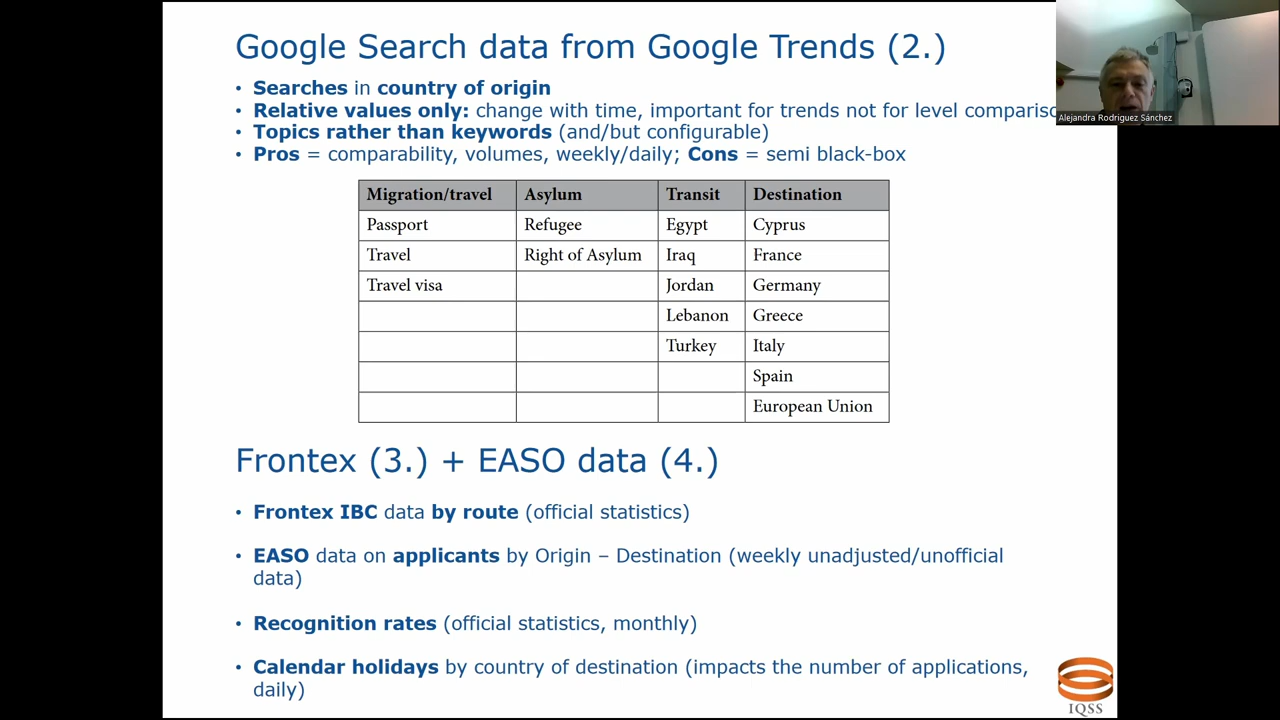 Google Search data from Google Trends (2.)
• Searches in country of origin
• Relative values only: change with time, important for trends not for level compariso
• Topics rather than keywords (and/but configurable)
• Pros = comparability, volumes, weekly/daily; Cons = semi black-box
Alejandra Rodriguez Sánchez
Migration/travel Asylum Transit Destination
Passport Refugee Egypt Cyprus
Travel Right of Asylum Iraq France
Travel visa Jordan Germany
Lebanon Greece
Turkey Italy
Spain
European Union
Frontex (3.) + EASO data (4.)
• Frontex IBC data by route (official statistics)
• EASO data on applicants by Origin – Destination (weekly unadjusted/unofficial
data)
• Recognition rates (official statistics, monthly)
• Calendar holidays by country of destination (impacts the number of applications,
daily)
IQSS